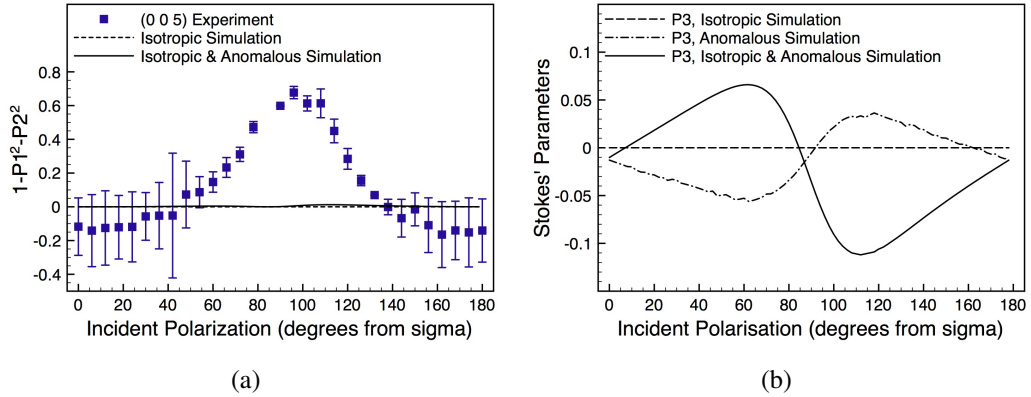 (0 0 5) Experiment
Isotropic Simulation
Isotropic & Anomalous Simulation
0.8
0.6
0.4
0.2
0
-0.2
-0.4
1-P1²-P2²
0 20 40 60 80 100 120 140 160 180
Incident Polarization (degrees from sigma)
(a)
P3, Isotropic Simulation
P3, Anomalous Simulation
P3, Isotropic & Anomalous Simulation
0.1
0.05
0
-0.05
-0.1
Stokes' Parameters
0 20 40 60 80 100 120 140 160 180
Incident Polarisation (degrees from sigma)
(b)